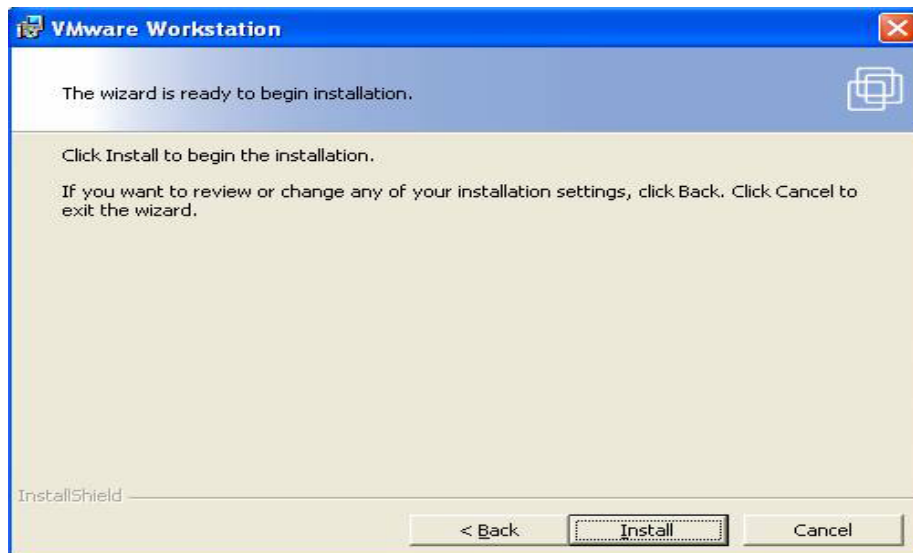 VMware Workstation
The wizard is ready to begin installation.
Click Install to begin the installation.
If you want to review or change any of your installation settings, click Back. Click Cancel to
exit the wizard.
InstallShield
< Back
Install
Cancel